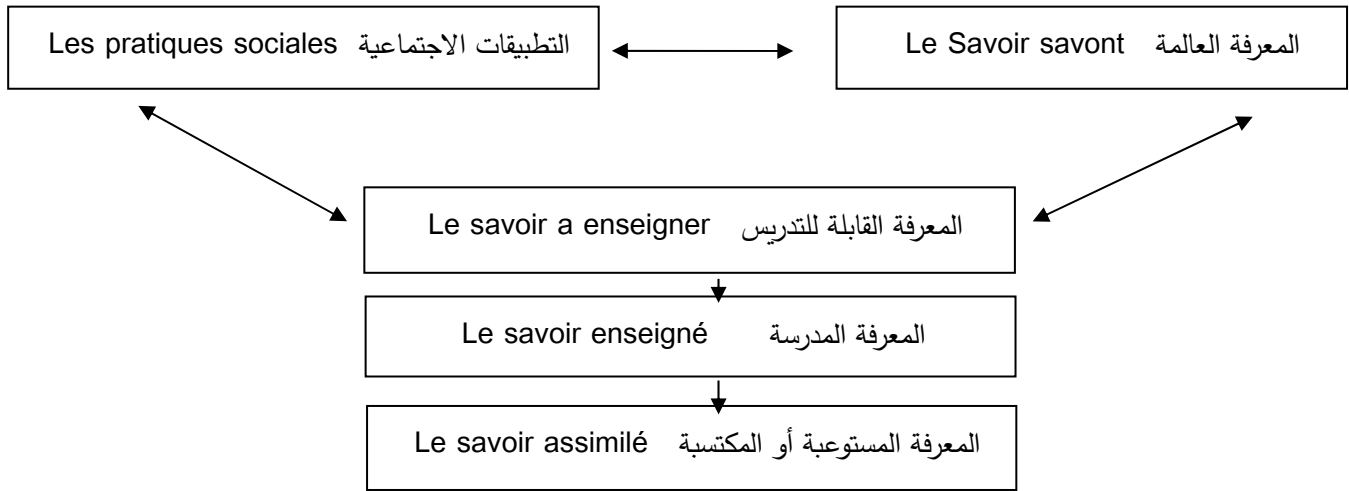 Les pratiques sociales التطبيقات الاجتماعية
Le Savoir savont المعرفة العالمة
Le savoir a enseigner المعرفة القابلة للتدريس
Le savoir enseigné المعرفة المدرسة
Le savoir assimilé المعرفة المستوعبة أو المكتسبة